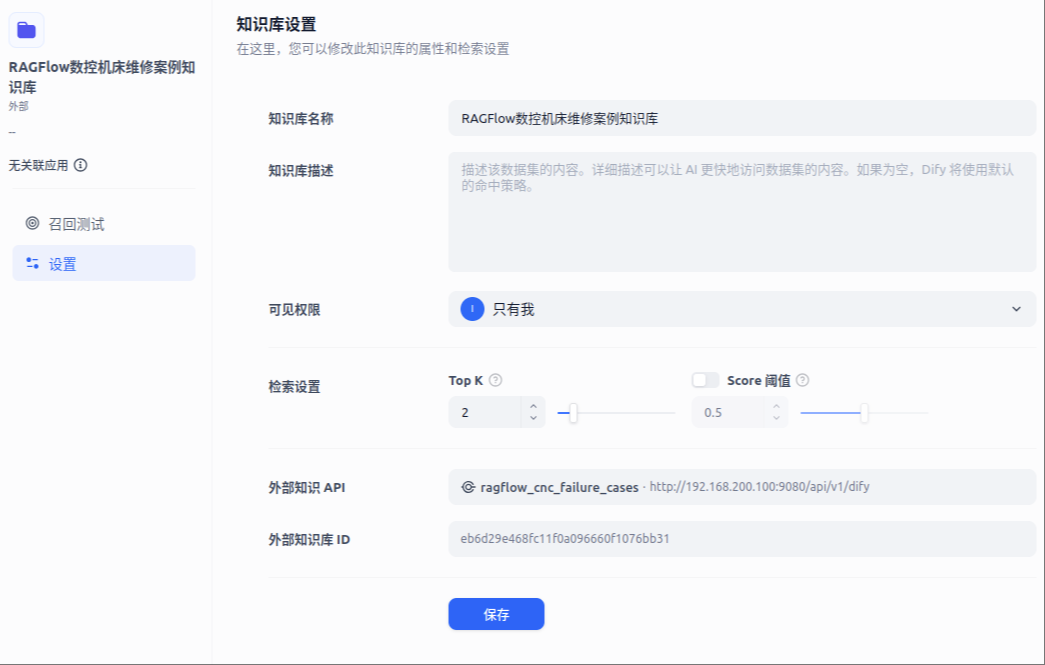 RAGFlow数控机床维修案例知
识库
外部
--
无关联应用
召回测试
设置
知识库设置
在这里，您可以修改此知识库的属性和检索设置
知识库名称
RAGFlow数控机床维修案例知识库
知识库描述
描述该数据集的内容。详细描述可以让 AI 更快地访问数据集的内容。如果为空，Dify 将使用默认
的命中策略。
可见权限
I 只有我
检索设置
Top K
2
Score 阈值
0.5
外部知识 API
ragflow_cnc_failure_cases · http://192.168.200.100:9080/api/v1/dify
外部知识库 ID
eb6d29e468fc11f0a096660f1076bb31
保存